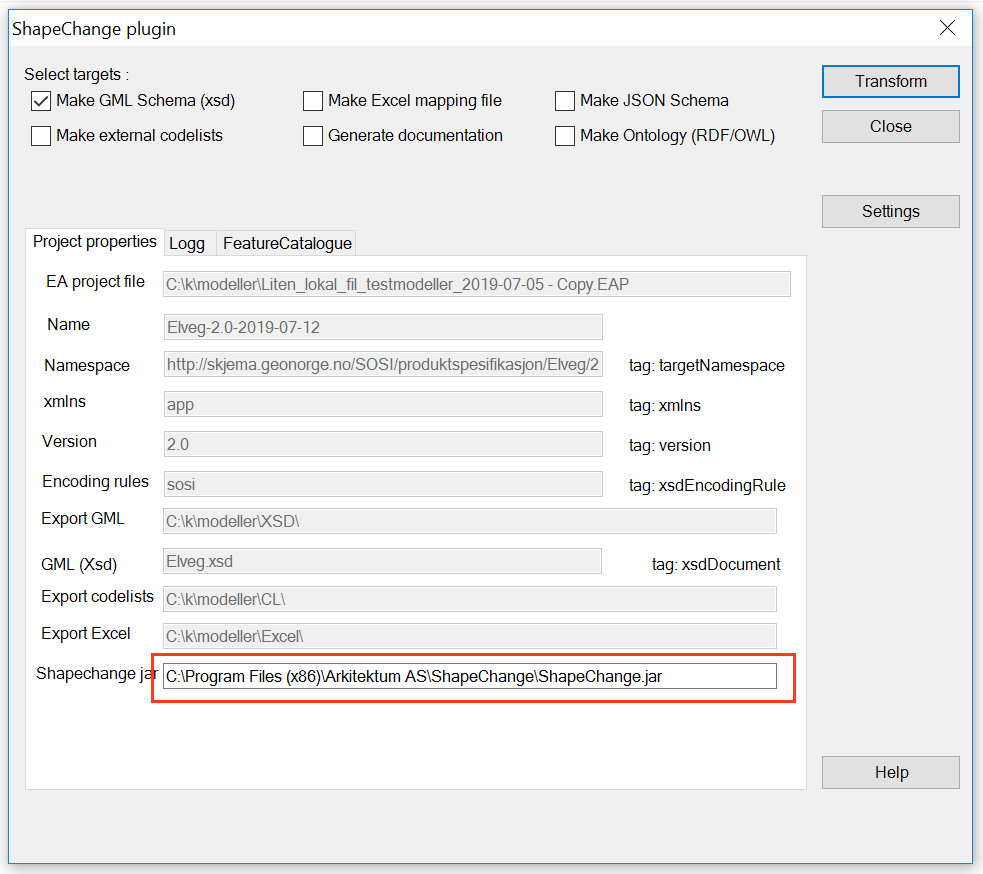 ShapeChange plugin
Select targets :
Make GML Schema (xsd) Make Excel mapping file Make JSON Schema
Make external codelists Generate documentation Make Ontology (RDF/OWL)
Transform
Close
Settings
Project properties Logg FeatureCatalogue
EA project file C:\k\modeller\Liten_lokal_fil_testmodeller_2019-07-05 - Copy.EAP
Name Elveg-2.0-2019-07-12
Namespace http://skjema.geonorge.no/SOSI/produktspesifikasjon/Elveg/2 tag: targetNamespace
xmlns app tag: xmlns
Version 2.0 tag: version
Encoding rules sosi tag: xsdEncodingRule
Export GML C:\k\modeller\XSD\
GML (Xsd) Elveg.xsd tag: xsdDocument
Export codelists C:\k\modeller\CL\
Export Excel C:\k\modeller\Excel\
Shapechange jar C:\Program Files (x86)\Arkitektum AS\ShapeChange\ShapeChange.jar
Help